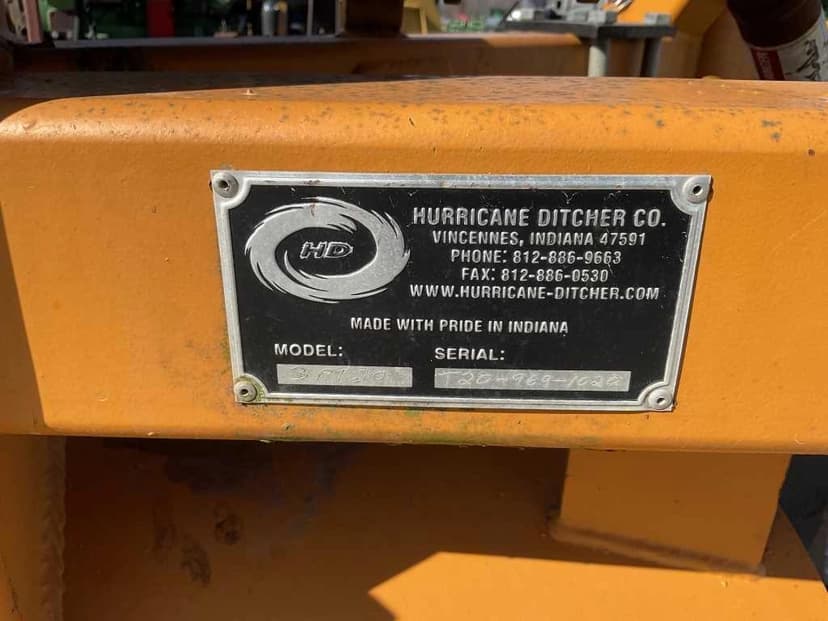 HD
HURRICANE DITCHER CO.
VINCENNES, INDIANA 47591
PHONE: 812-886-9663
FAX: 812-886-0530
WWW.HURRICANE-DITCHER.COM
MADE WITH PRIDE IN INDIANA
MODEL: SERIAL: